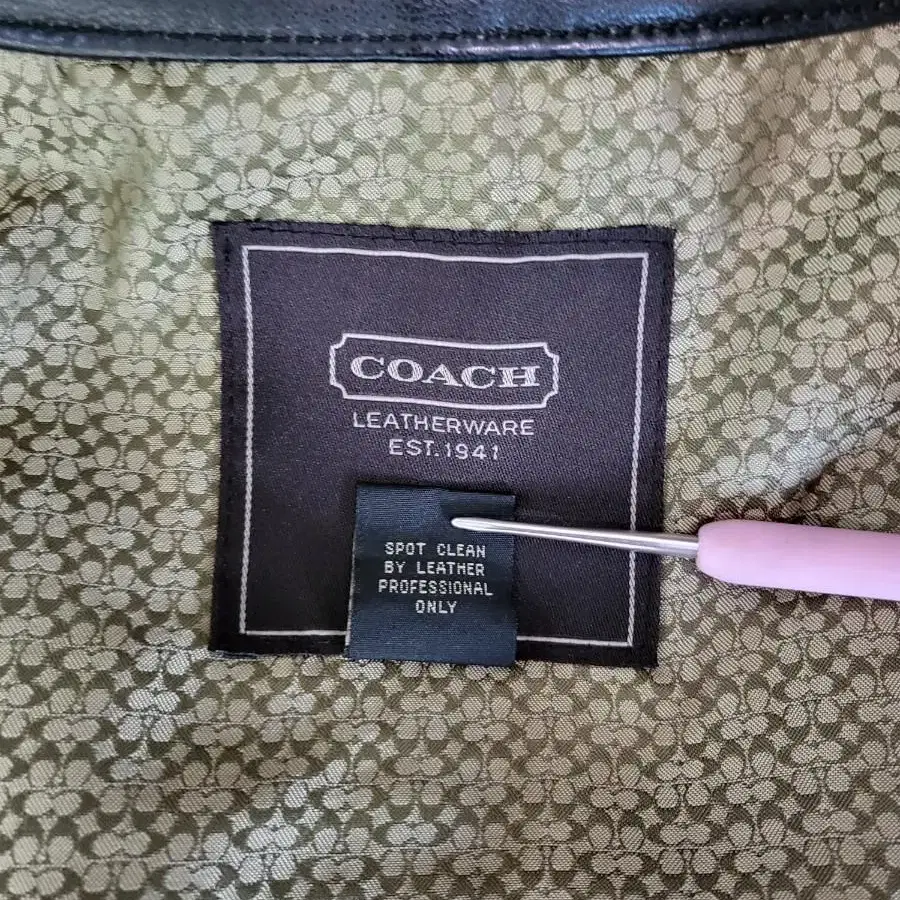 COACH
LEATHERWARE
EST. 1941
SPOT CLEAN
BY LEATHER
PROFESSIONAL
ONLY